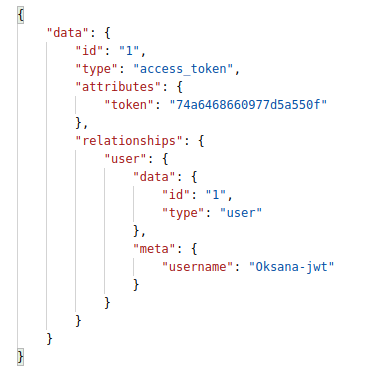 {
"data": {
"id": "1",
"type": "access_token",
"attributes": {
"token": "74a6468660977d5a550f"
},
"relationships": {
"user": {
"data": {
"id": "1",
"type": "user"
},
"meta": {
"username": "Oksana-jwt"
}
}
}
}
}